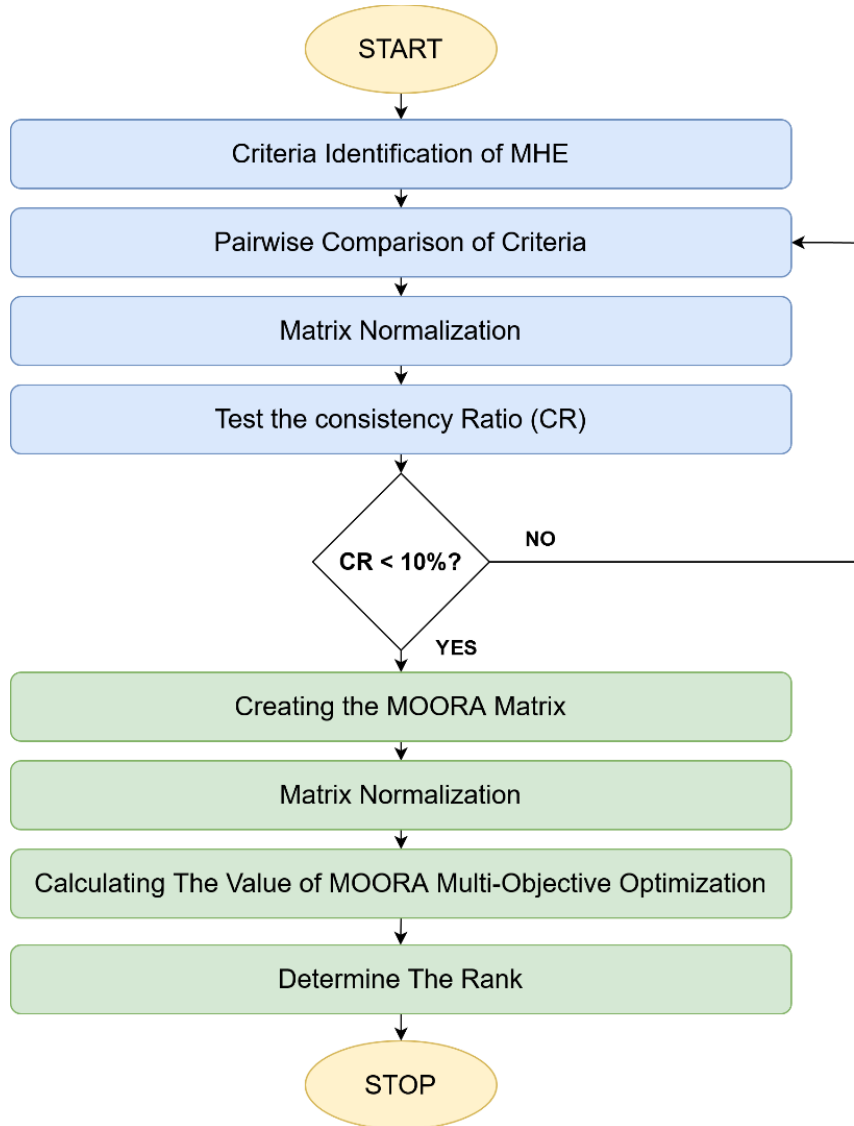 START
Criteria Identification of MHE
Pairwise Comparison of Criteria
Matrix Normalization
Test the consistency Ratio (CR)
CR < 10%?
NO
YES
Creating the MOORA Matrix
Matrix Normalization
Calculating The Value of MOORA Multi-Objective Optimization
Determine The Rank
STOP